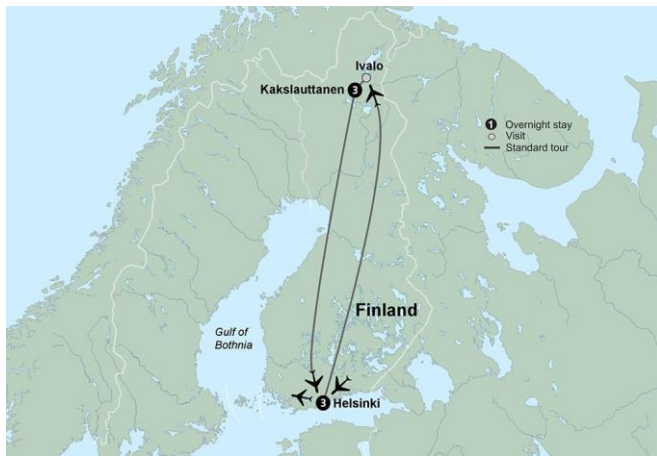 Ivalo
Kakslauttanen 3
1 Overnight stay
Visit
Standard tour
Finland
Gulf of
Bothnia
3 Helsinki